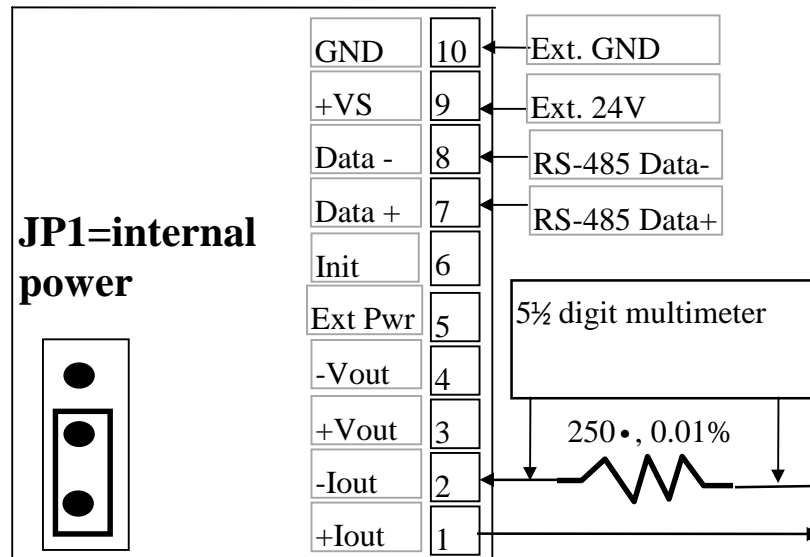 GND 10 Ext. GND
+VS 9 Ext. 24V
Data - 8 RS-485 Data-
Data + 7 RS-485 Data+
JP1=internal
power
Init 6
Ext Pwr 5
5½ digit multimeter
-Vout 4
+Vout 3
250•, 0.01%
-Iout 2
+Iout 1